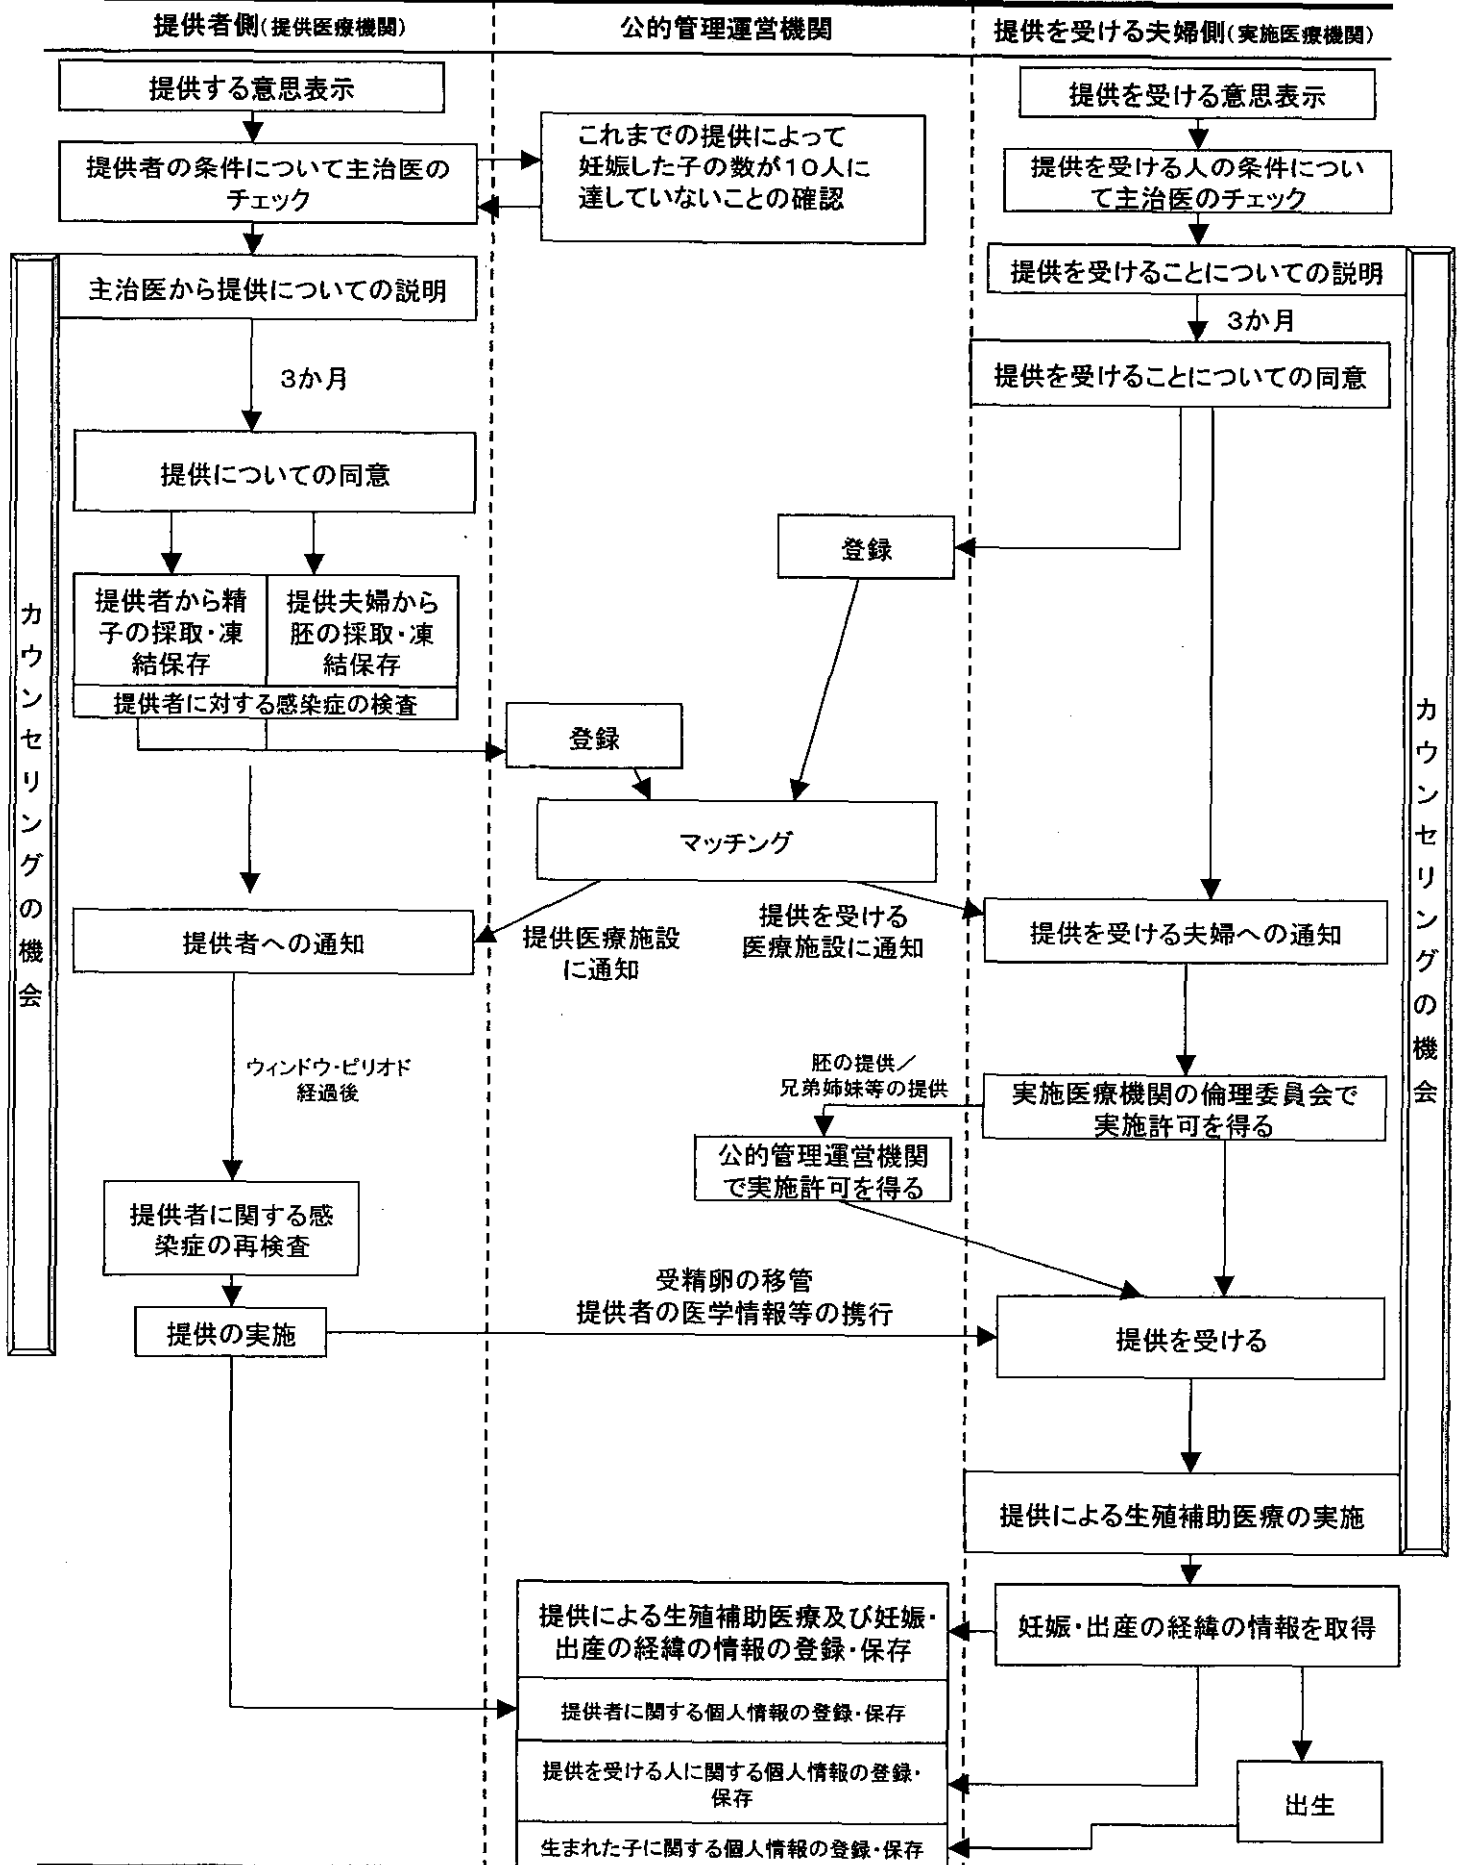 提供者側(提供医療機関)
公的管理運営機関
提供を受ける夫婦側(実施医療機関)
提供する意思表示
提供者の条件について主治医の
チェック
これまでの提供によって
妊娠した子の数が10人に
達していないことの確認
提供を受ける意思表示
提供を受ける人の条件につい
て主治医のチェック
主治医から提供についての説明
3か月
提供についての同意
提供を受けることについての説明
3か月
提供を受けることについての同意
登録
提供者から精
子の採取・凍
結保存
提供夫婦から
胚の採取・凍
結保存
提供者に対する感染症の検査
登録
マッチング
カウンセリングの機会
カウンセリングの機会
提供者への通知
提供医療施設
に通知
提供を受ける
医療施設に通知
提供を受ける夫婦への通知
ウィンドウ・ピリオド
経過後
胚の提供／
兄弟姉妹等の提供
実施医療機関の倫理委員会で
実施許可を得る
公的管理運営機関
で実施許可を得る
提供者に関する感
染症の再検査
受精卵の移管
提供者の医学情報等の携行
提供の実施
提供を受ける
提供による生殖補助医療の実施
提供による生殖補助医療及び妊娠・
出産の経緯の情報の登録・保存
妊娠・出産の経緯の情報を取得
提供者に関する個人情報の登録・保存
提供を受ける人に関する個人情報の登録・
保存
出生
生まれた子に関する個人情報の登録・保存